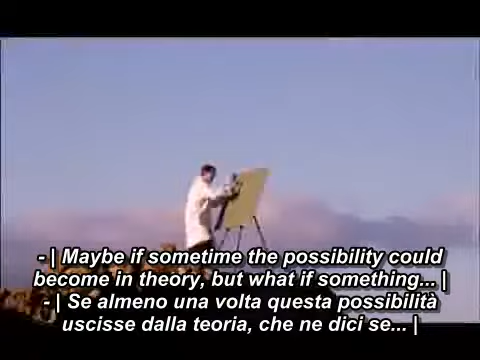 - | Maybe if sometime the possibility could
become in theory, but what if something... |
- | Se almeno una volta questa possibilità
uscisse dalla teoria, che ne dici se... |